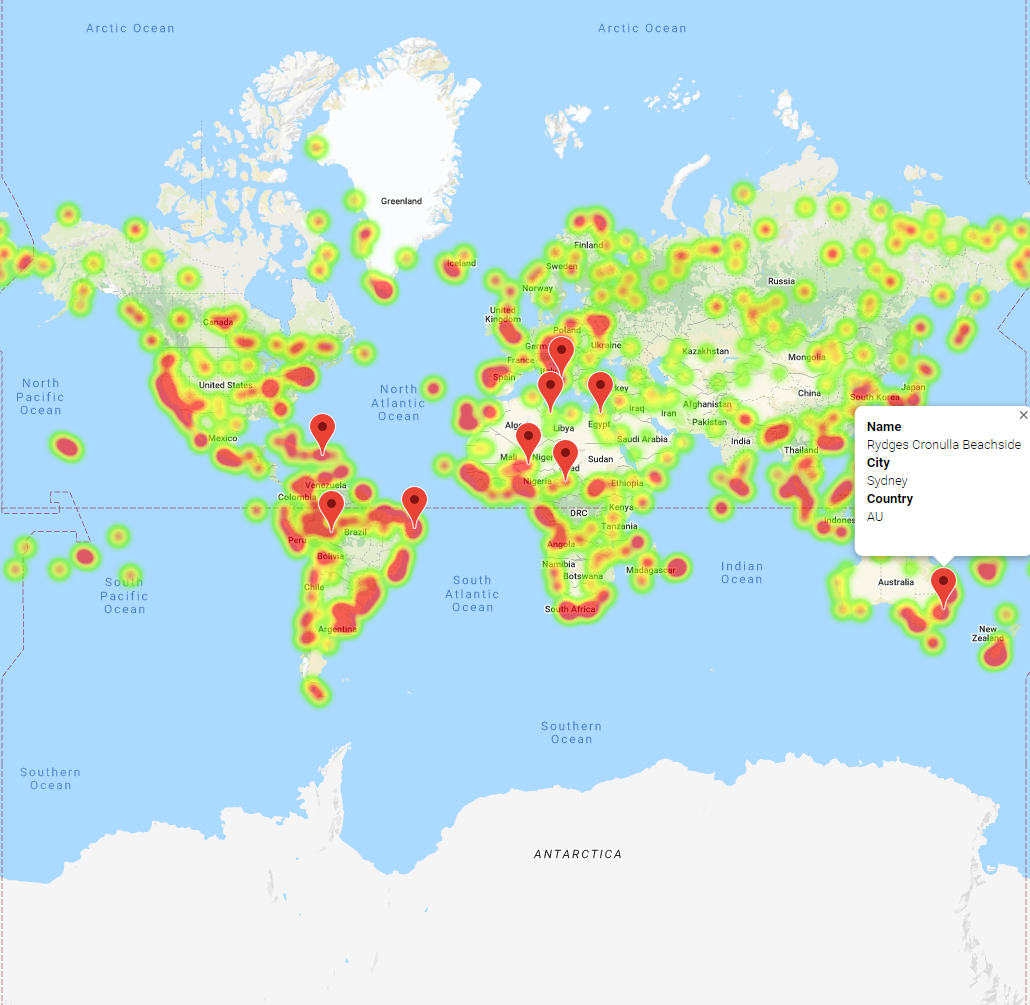 Arctic Ocean
Arctic Ocean
Greenland
Iceland
Finland
Sweden
Norway
Russia
United
Kingdom
Poland
Canada
Germ
Ukraine
France
Kazakhstan
Mongolia
North
Pacific
Ocean
United States
North
Atlantic
Ocean
Spain
key
China
South Korea
Japan
Iraq
Iran
Afghanistan
Pakistan
Libya
Egypt
Mexico
Mali
Niger
Saudi Arabia
India
Thailand
Sudan
Name
Rydges Cronulla Beachside
City
Sydney
Country
AU
Venezuela
Colombia
Nigeria
Ethiopia
DRC
Kenya
Tanzania
Indones
Peru
Brazil
Bolivia
Angola
Namibia
Botswana
Madagascar
South
Pacific
Ocean
Chile
South
Atlantic
Ocean
Indian
Ocean
Australia
South Africa
Argentina
New
Zealand
Southern
Ocean
Southern
Ocean
ANTARCTICA